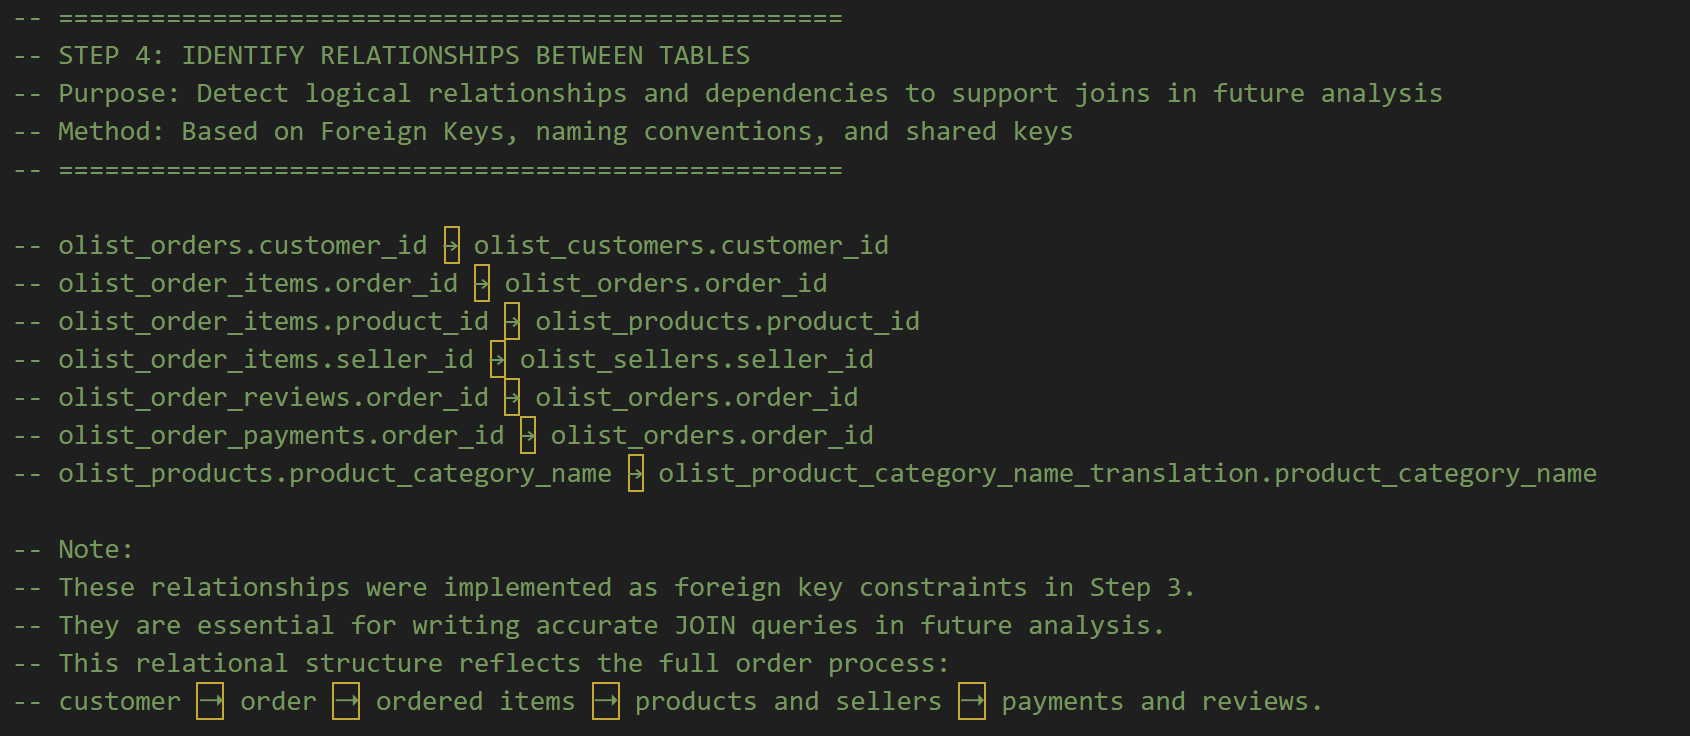 -- ===================================================
-- STEP 4: IDENTIFY RELATIONSHIPS BETWEEN TABLES
-- Purpose: Detect logical relationships and dependencies to support joins in future analysis
-- Method: Based on Foreign Keys, naming conventions, and shared keys
-- ===================================================
-- olist_orders.customer_id → olist_customers.customer_id
-- olist_order_items.order_id → olist_orders.order_id
-- olist_order_items.product_id → olist_products.product_id
-- olist_order_items.seller_id → olist_sellers.seller_id
-- olist_order_reviews.order_id → olist_orders.order_id
-- olist_order_payments.order_id → olist_orders.order_id
-- olist_products.product_category_name → olist_product_category_name_translation.product_category_name
-- Note:
-- These relationships were implemented as foreign key constraints in Step 3.
-- They are essential for writing accurate JOIN queries in future analysis.
-- This relational structure reflects the full order process:
-- customer ⟶ order ⟶ ordered items ⟶ products and sellers ⟶ payments and reviews.